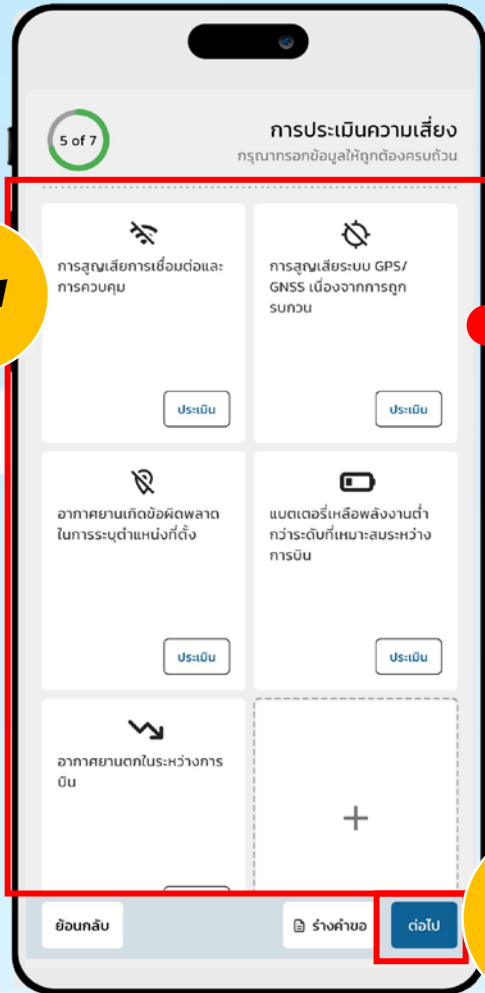 5 of 7
การประเมินความเสี่ยง
กรุณากรอกข้อมูลให้ถูกต้องครบถ้วน
การสูญเสียการเชื่อมต่อและ
การควบคุม
ประเมิน
การสูญเสียระบบ GPS/
GNSS เนื่องจากการถูก
รบกวน
ประเมิน
อากาศยานเกิดข้อผิดพลาด
ในการระบุตำแหน่งที่ตั้ง
ประเมิน
แบตเตอรี่เหลือพลังงานต่ำ
กว่าระดับที่เหมาะสมระหว่าง
การบิน
ประเมิน
อากาศยานตกในระหว่างการ
บิน
ย้อนกลับ
ร่างคำขอ
ต่อไป